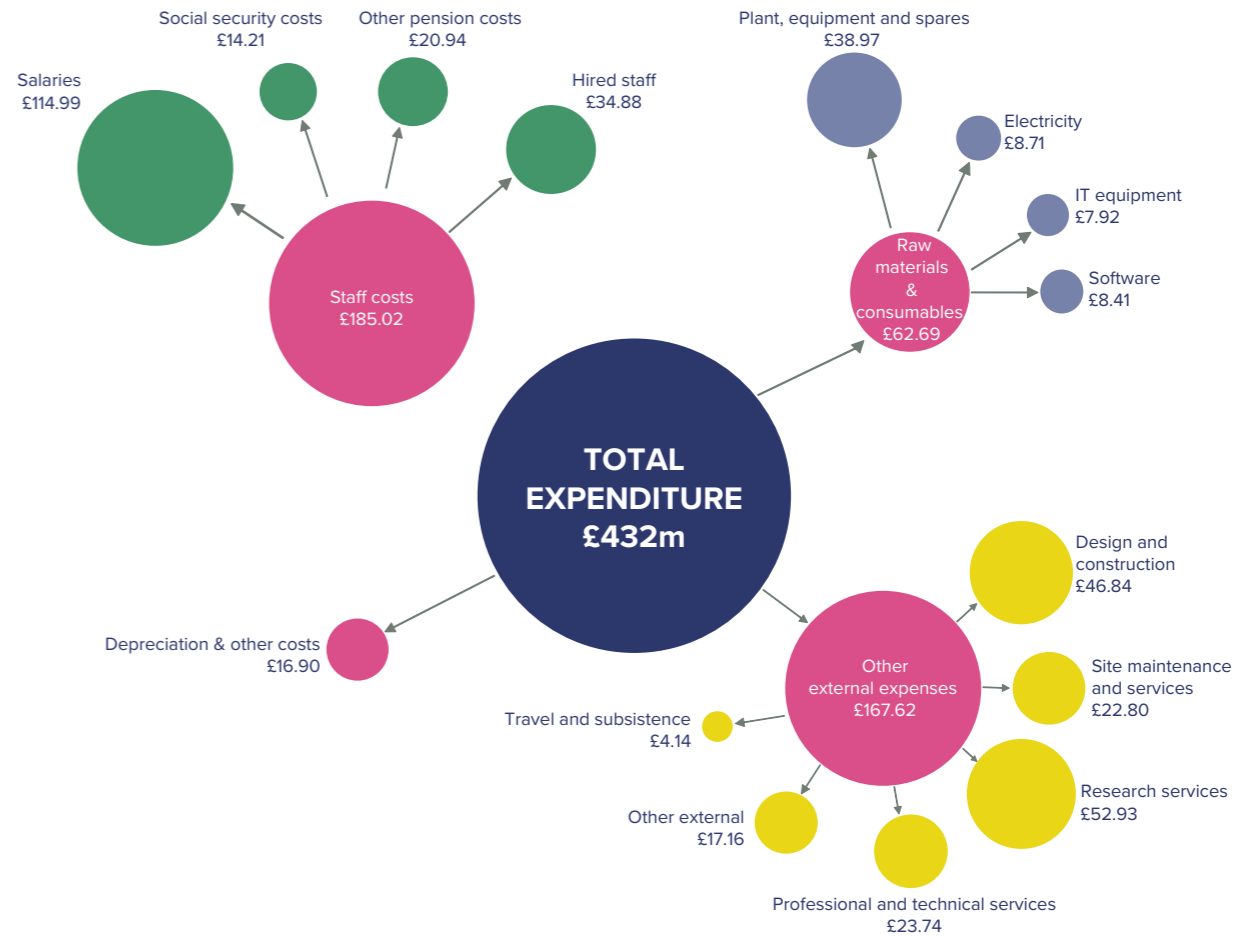 Social security costs
£14.21
Other pension costs
£20.94
Plant, equipment and spares
£38.97
Salaries
£114.99
Hired staff
£34.88
Electricity
£8.71
IT equipment
£7.92
Raw
materials
&
consumables
£62.69
Software
£8.41
Staff costs
£185.02
TOTAL
EXPENDITURE
£432m
Design and
construction
£46.84
Depreciation & other costs
£16.90
Other
external expenses
£167.62
Site maintenance
and services
£22.80
Travel and subsistence
£4.14
Research services
£52.93
Other external
£17.16
Professional and technical services
£23.74